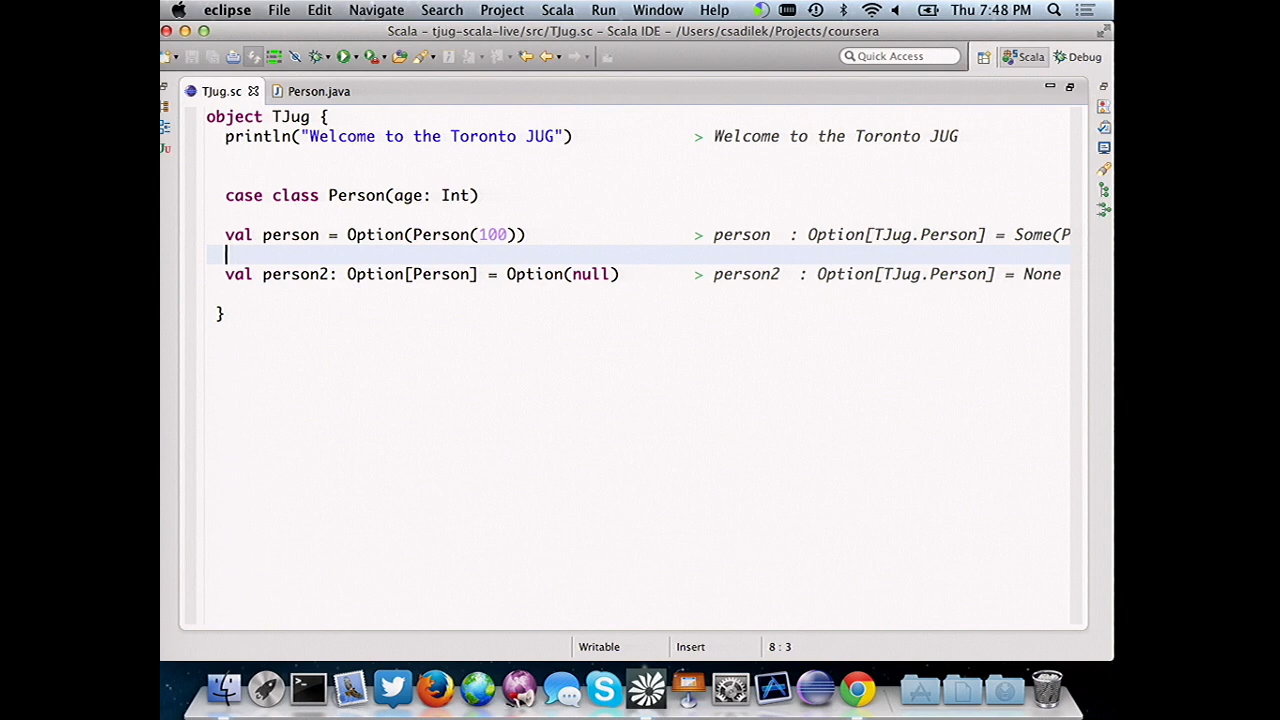 eclipse File Edit Navigate Search Project Scala Run Window Help Thu 7:48 PM
Scala - tjug-scala-live/src/TJug.sc - Scala IDE - /Users/csadilek/Projects/coursera
Quick Access Scala Debug
TJug.sc Person.java
object TJug {
println("Welcome to the Toronto JUG") > Welcome to the Toronto JUG
case class Person(age: Int)
val person = Option(Person(100)) > person : Option[TJug.Person] = Some(P
val person2: Option[Person] = Option(null) > person2 : Option[TJug.Person] = None
}
Writable Insert 8 : 3